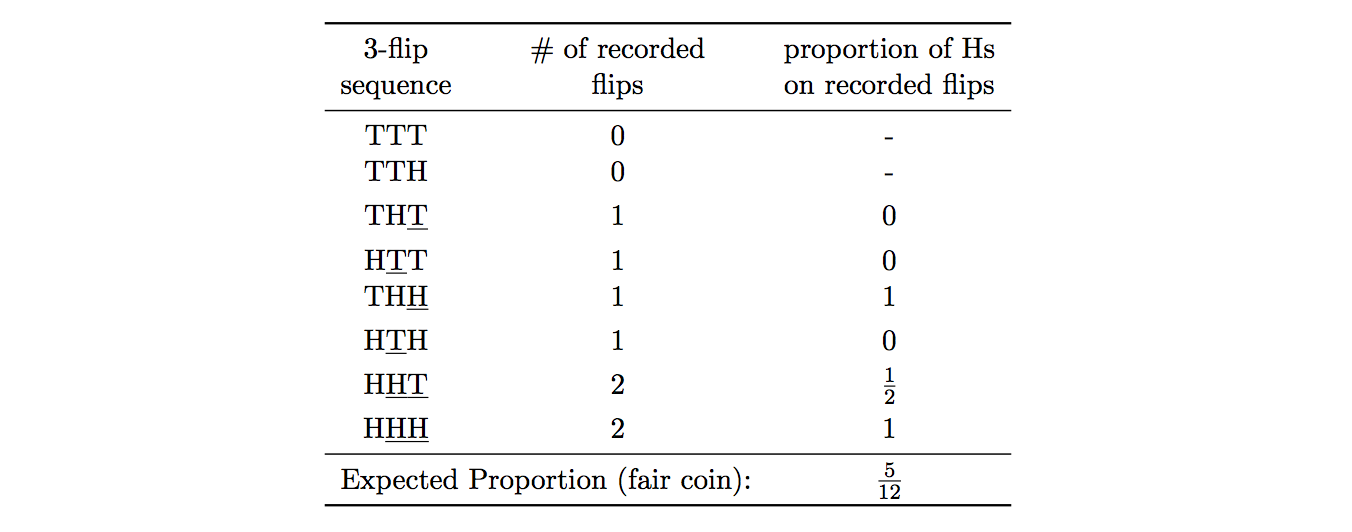 3-flip # of recorded proportion of Hs
sequence flips on recorded flips
TTT 0 -
TTH 0 -
THT 1 0
HTT 1 0
THH 1 1
HTH 1 0
HHT 2 1/2
HHH 2 1
Expected Proportion (fair coin): 5/12